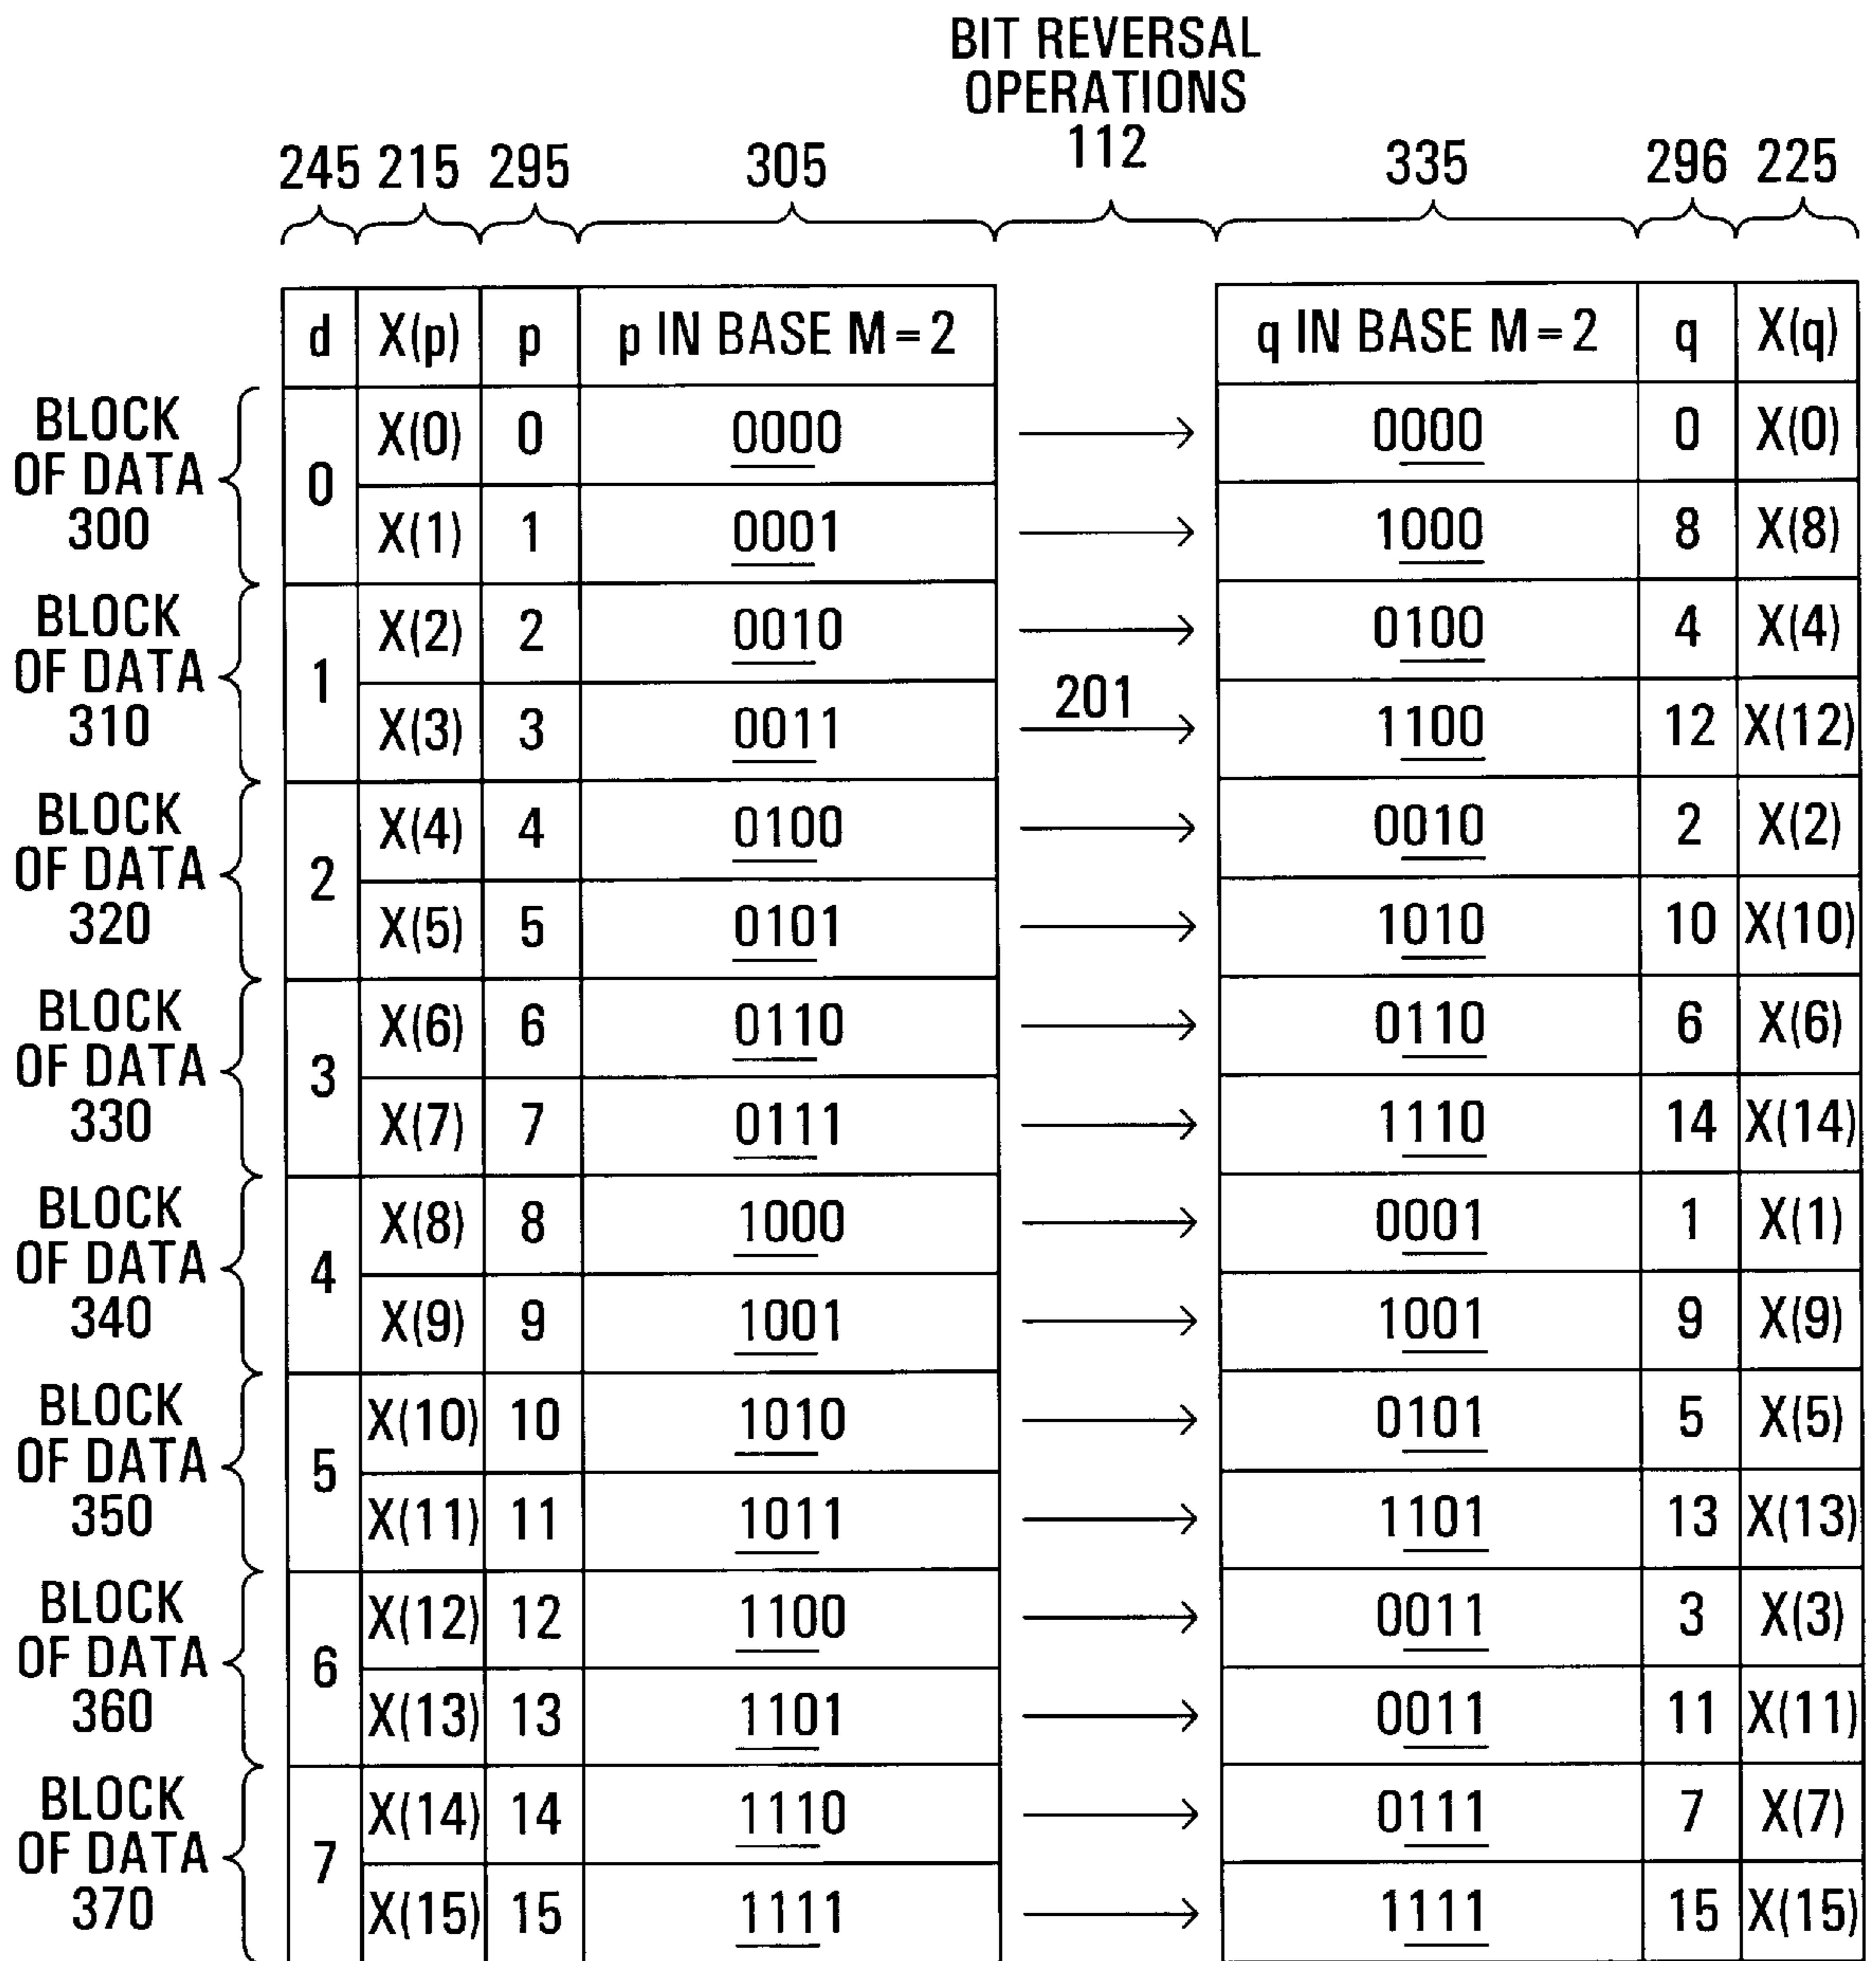 BIT REVERSAL
OPERATIONS
112
245 215 295 305 335 296 225
d X(p) p p IN BASE M = 2 q IN BASE M = 2 q X(q)
BLOCK
OF DATA
300
0
X(0) 0 0000 0000 0 X(0)
X(1) 1 0001 1000 8 X(8)
BLOCK
OF DATA
310
1
X(2) 2 0010 0100 4 X(4)
201
X(3) 3 0011 1100 12 X(12)
BLOCK
OF DATA
320
2
X(4) 4 0100 0010 2 X(2)
X(5) 5 0101 1010 10 X(10)
BLOCK
OF DATA
330
3
X(6) 6 0110 0110 6 X(6)
X(7) 7 0111 1110 14 X(14)
BLOCK
OF DATA
340
4
X(8) 8 1000 0001 1 X(1)
X(9) 9 1001 1001 9 X(9)
BLOCK
OF DATA
350
5
X(10) 10 1010 0101 5 X(5)
X(11) 11 1011 1101 13 X(13)
BLOCK
OF DATA
360
6
X(12) 12 1100 0011 3 X(3)
X(13) 13 1101 0011 11 X(11)
BLOCK
OF DATA
370
7
X(14) 14 1110 0111 7 X(7)
X(15) 15 1111 1111 15 X(15)